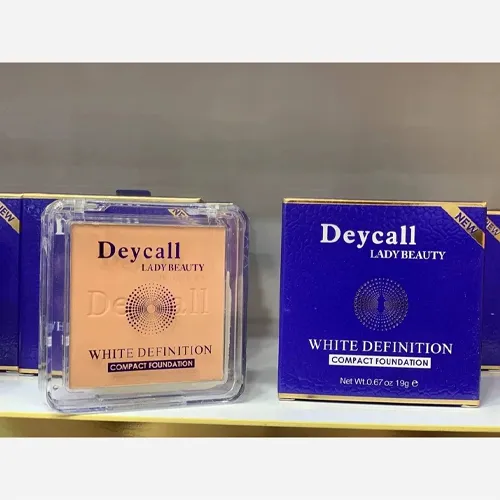 NEW
Deycall
LADY BEAUTY
Deycall
WHITE DEFINITION
COMPACT FOUNDATION
NEW
Deycall
LADY BEAUTY
WHITE DEFINITION
COMPACT FOUNDATION
Net Wt.0.67 oz 19g ℮